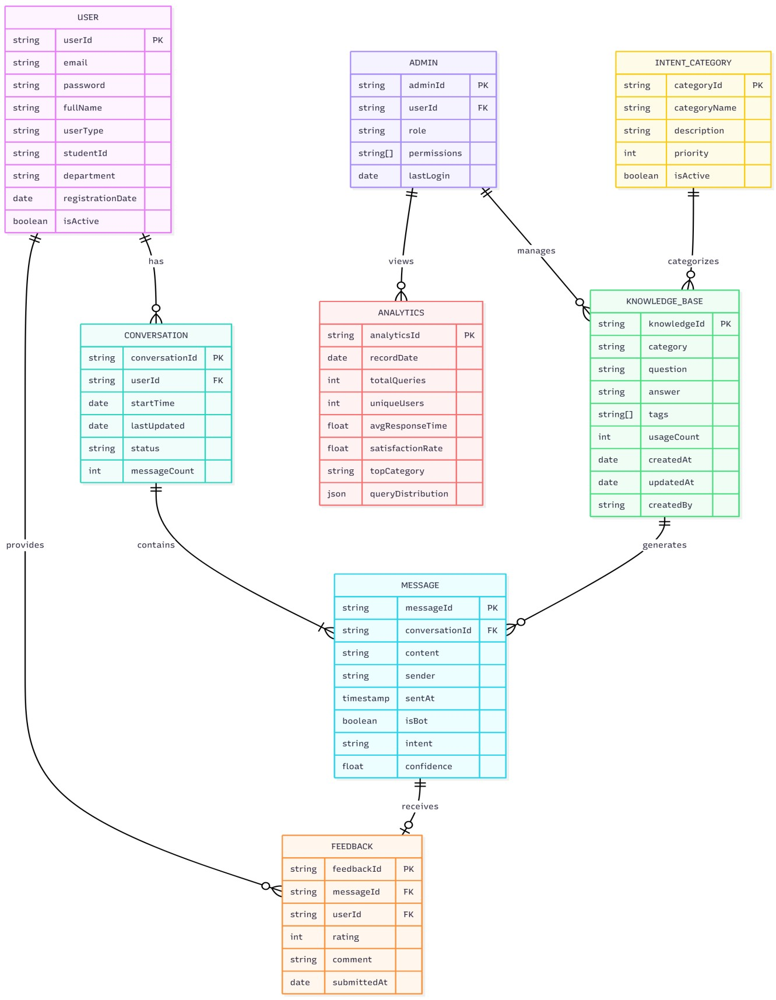 USER
string userId PK
string email
string password
string fullName
string userType
string studentId
string department
date registrationDate
boolean isActive
ADMIN
string adminId PK
string userId FK
string role
string[] permissions
date lastLogin
INTENT_CATEGORY
string categoryId PK
string categoryName
string description
int priority
boolean isActive
has
views
manages
categorizes
CONVERSATION
string conversationId PK
string userId FK
date startTime
date lastUpdated
string status
int messageCount
ANALYTICS
string analyticsId PK
date recordDate
int totalQueries
int uniqueUsers
float avgResponseTime
float satisfactionRate
string topCategory
json queryDistribution
KNOWLEDGE_BASE
string knowledgeId PK
string category
string question
string answer
string[] tags
int usageCount
date createdAt
date updatedAt
string createdBy
provides
contains
generates
MESSAGE
string messageId PK
string conversationId FK
string content
string sender
timestamp sentAt
boolean isBot
string intent
float confidence
receives
FEEDBACK
string feedbackId PK
string messageId FK
string userId FK
int rating
string comment
date submittedAt